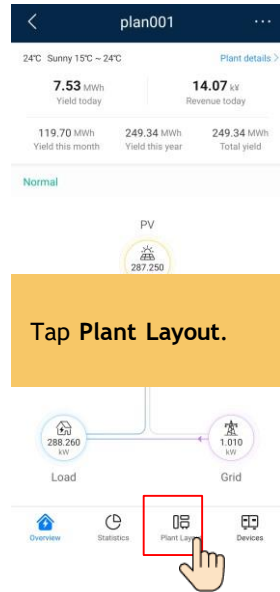 plan001
24℃ Sunny 15℃ ~ 24℃ Plant details >
7.53 MWh 14.07 k¥
Yield today Revenue today
119.70 MWh 249.34 MWh 249.34 MWh
Yield this month Yield this year Total yield
Normal
PV
287.250
Tap Plant Layout.
288.260 1.010
kW kW
Load Grid
Overview Statistics Plant Layo Devices